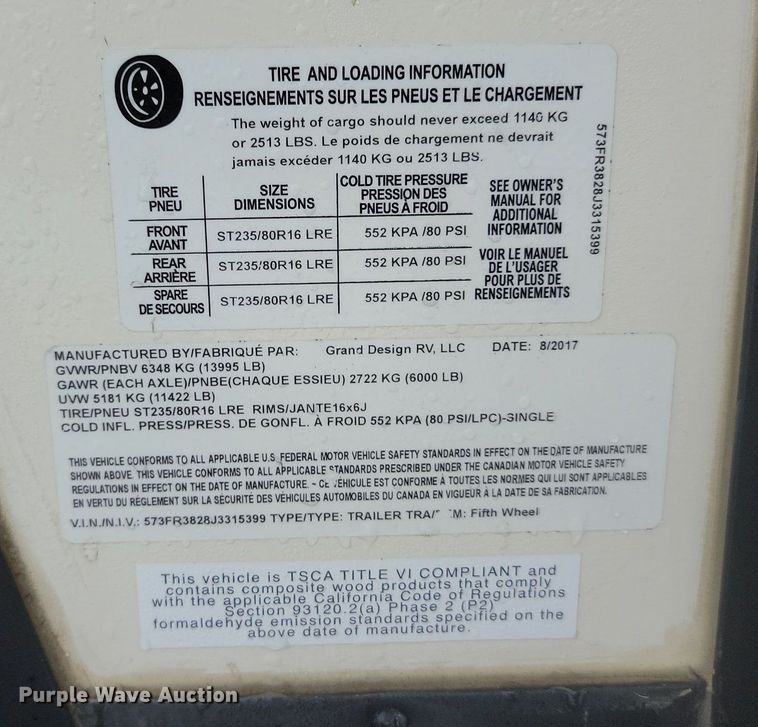 TIRE AND LOADING INFORMATION
RENSEIGNEMENTS SUR LES PNEUS ET LE CHARGEMENT
The weight of cargo should never exceed 1140 KG
or 2513 LBS. Le poids de chargement ne devrait
jamais excéder 1140 KG ou 2513 LBS.
TIRE PNEU SIZE DIMENSIONS COLD TIRE PRESSURE PRESSION DES PNEUS À FROID
FRONT AVANT ST235/80R16 LRE 552 KPA /80 PSI
REAR ARRIÈRE ST235/80R16 LRE 552 KPA /80 PSI
SPARE DE SECOURS ST235/80R16 LRE 552 KPA /80 PSI
SEE OWNER'S
MANUAL FOR
ADDITIONAL
INFORMATION
VOIR LE MANUEL
DE L'USAGER
POUR PLUS DE
RENSEIGNEMENTS
573FR3828J3315399
MANUFACTURED BY/FABRIQUÉ PAR: Grand Design RV, LLC DATE: 8/2017
GVWR/PNBV 6348 KG (13995 LB)
GAWR (EACH AXLE)/PNBE(CHAQUE ESSIEU) 2722 KG (6000 LB)
UVW 5181 KG (11422 LB)
TIRE/PNEU ST235/80R16 LRE RIMS/JANTE16x6J
COLD INFL. PRESS/PRESS. DE GONFL. À FROID 552 KPA (80 PSI/LPC)-SINGLE
THIS VEHICLE CONFORMS TO ALL APPLICABLE U.S. FEDERAL MOTOR VEHICLE SAFETY STANDARDS IN EFFECT ON THE DATE OF MANUFACTURE
SHOWN ABOVE. THIS VEHICLE CONFORMS TO ALL APPLICABLE STANDARDS PRESCRIBED UNDER THE CANADIAN MOTOR VEHICLE SAFETY
REGULATIONS IN EFFECT ON THE DATE OF MANUFACTURE. - CE VÉHICULE EST CONFORME À TOUTES LES NORMES QUI LUI SONT APPLICABLES
EN VERTU DU RÈGLEMENT SUR LA SÉCURITÉ DES VÉHICULES AUTOMOBILES DU CANADA EN VIGUEUR À LA DATE DE SA FABRICATION.
V.I.N./N.I.V.: 573FR3828J3315399 TYPE/TYPE: TRAILER Fifth Wheel
This vehicle is TSCA TITLE VI COMPLIANT and
contains composite wood products that comply
with the applicable California Code of Regulations
Section 93120.2(a) Phase 2 (P2)
formaldehyde emission standards specified on the
above date of manufacture.
Purple Wave Auction